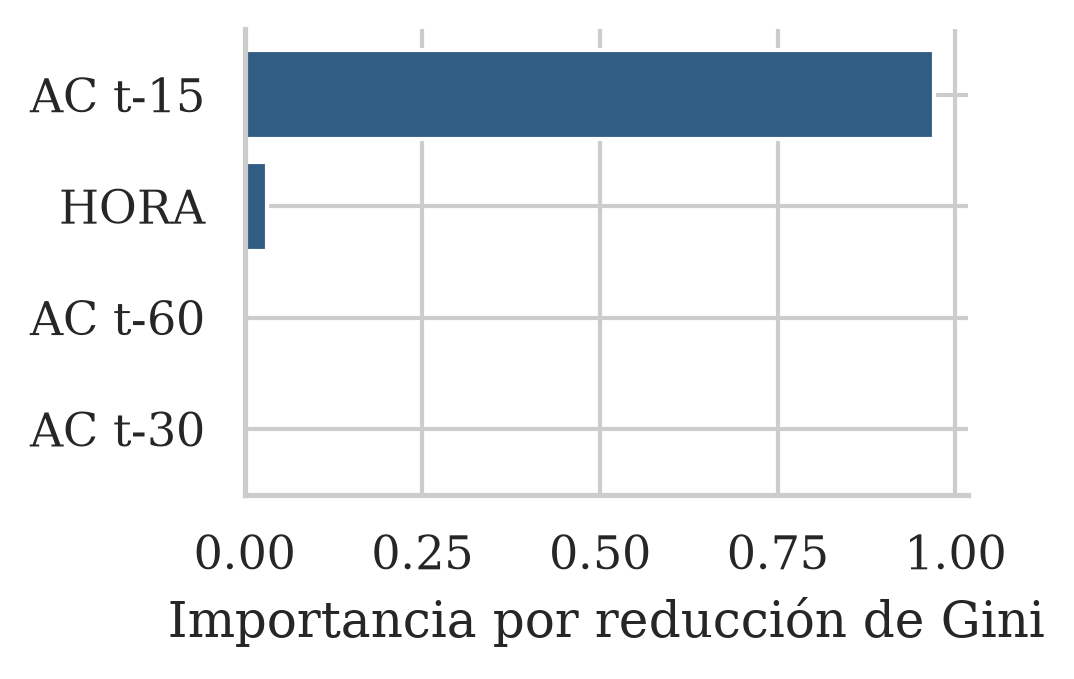 AC t-15
HORA
AC t-60
AC t-30
0.00 0.25 0.50 0.75 1.00
Importancia por reducción de Gini